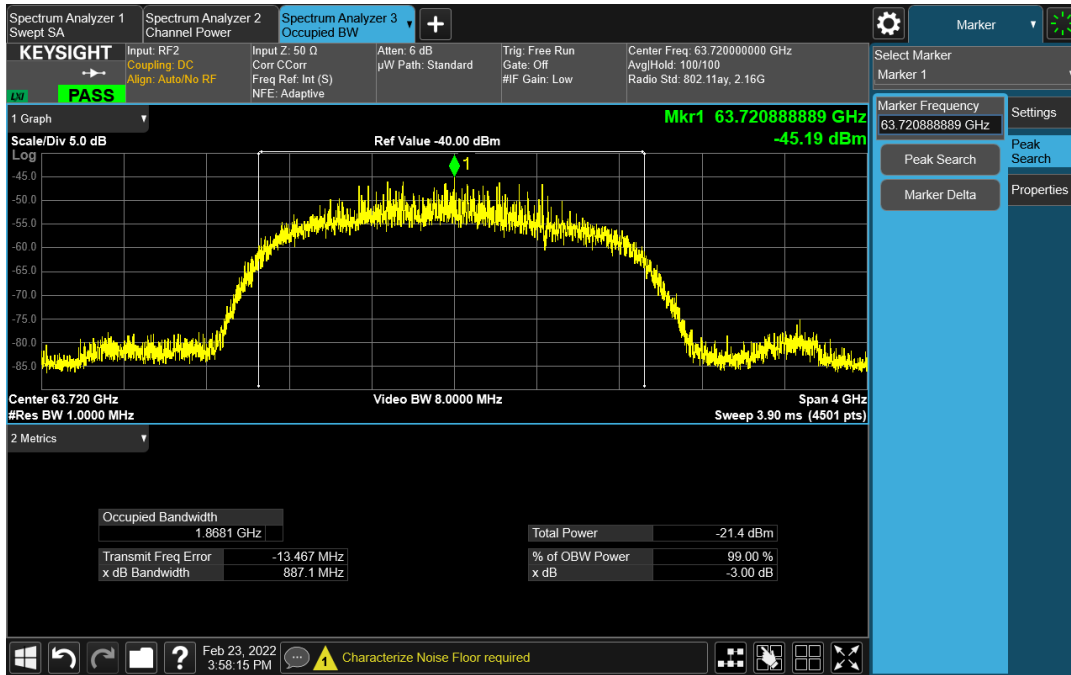 Spectrum Analyzer 1
Swept SA
Spectrum Analyzer 2
Channel Power
Spectrum Analyzer 3
Occupied BW
+
Marker
KEYSIGHT
LXI
PASS
Input: RF2
Coupling: DC
Align: Auto/No RF
Input Z: 50 Ω
Corr CCorr
Freq Ref: Int (S)
NFE: Adaptive
Atten: 6 dB
µW Path: Standard
Trig: Free Run
Gate: Off
#IF Gain: Low
Center Freq: 63.720000000 GHz
Avg|Hold: 100/100
Radio Std: 802.11ay, 2.16G
Select Marker
Marker 1
Marker Frequency
63.720888889 GHz
Peak Search
Marker Delta
Settings
Peak
Search
Properties
1 Graph
Scale/Div 5.0 dB
Ref Value -40.00 dBm
Mkr1 63.720888889 GHz
-45.19 dBm
Log
1
-45.0
-50.0
-55.0
-60.0
-65.0
-70.0
-75.0
-80.0
-85.0
Center 63.720 GHz
#Res BW 1.0000 MHz
Video BW 8.0000 MHz
Span 4 GHz
Sweep 3.90 ms (4501 pts)
2 Metrics
Occupied Bandwidth
1.8681 GHz
Total Power -21.4 dBm
Transmit Freq Error -13.467 MHz
% of OBW Power 99.00 %
x dB Bandwidth 887.1 MHz
x dB -3.00 dB
?
Feb 23, 2022
3:58:15 PM
1
Characterize Noise Floor required